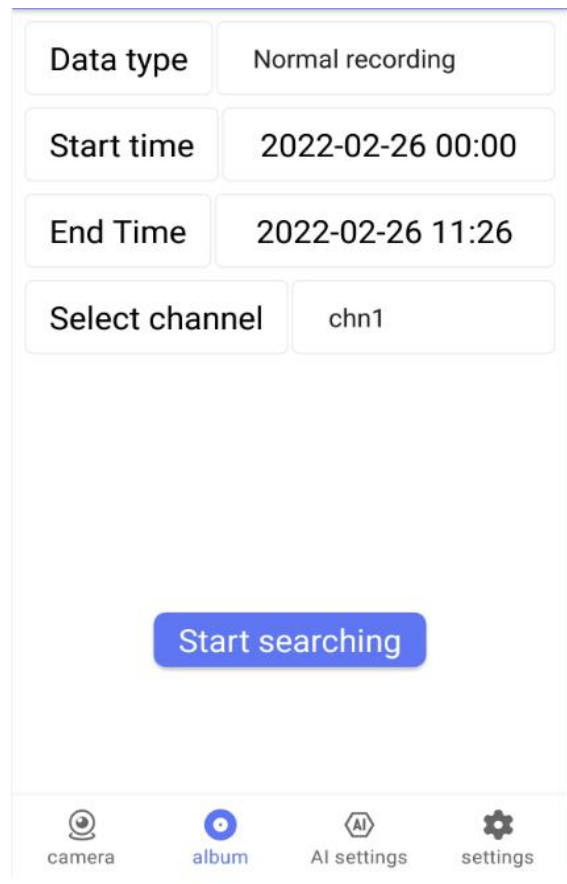 Data type Normal recording
Start time 2022-02-26 00:00
End Time 2022-02-26 11:26
Select channel chn1
Start searching
AI
camera album AI settings settings